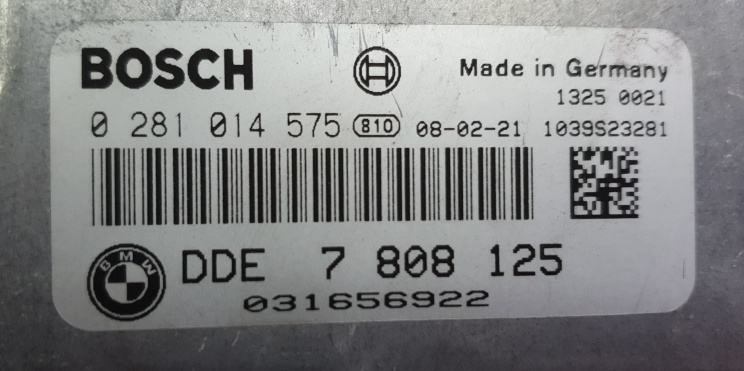 BOSCH Made in Germany
1325 0021
0 281 014 575 810 08-02-21 1039S23281
BMW DDE 7 808 125
031656922